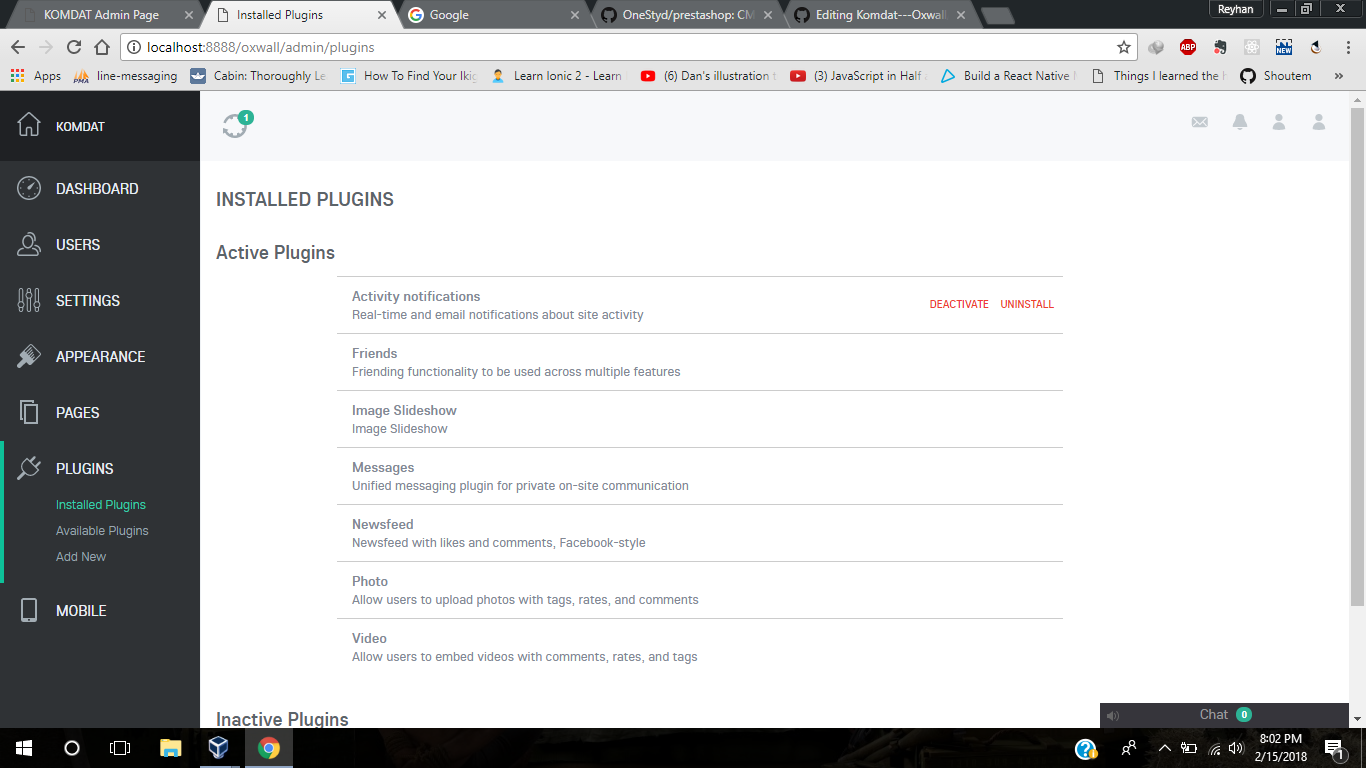 KOMDAT Admin Page
Installed Plugins
Google
OneStyd/prestashop: CM
Editing Komdat---Oxwall
Reyhan
localhost:8888/oxwall/admin/plugins
ABP
NEW
Apps
PMA
line-messaging
Cabin: Thoroughly Le
How To Find Your Ikig
Learn Ionic 2 - Learn
(6) Dan's illustration t
(3) JavaScript in Half a
Build a React Native
Things I learned the h
Shoutem
»
KOMDAT
1
DASHBOARD
USERS
SETTINGS
APPEARANCE
PAGES
PLUGINS
Installed Plugins
Available Plugins
Add New
MOBILE
INSTALLED PLUGINS
Active Plugins
Activity notifications
Real-time and email notifications about site activity
DEACTIVATE UNINSTALL
Friends
Friending functionality to be used across multiple features
Image Slideshow
Image Slideshow
Messages
Unified messaging plugin for private on-site communication
Newsfeed
Newsfeed with likes and comments, Facebook-style
Photo
Allow users to upload photos with tags, rates, and comments
Video
Allow users to embed videos with comments, rates, and tags
Inactive Plugins
Chat 0
8:02 PM
2/15/2018
1